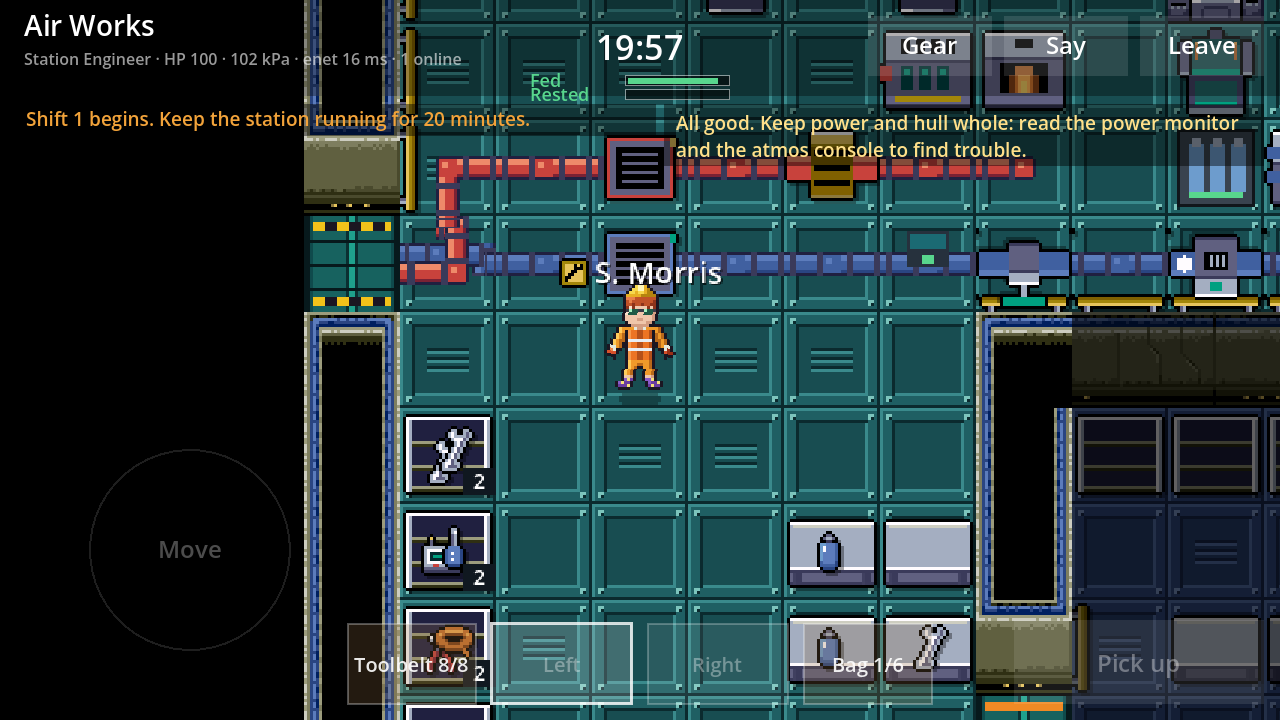 Air Works
Station Engineer · HP 100 · 102 kPa · enet 16 ms · 1 online
19:57
Gear
Say
Leave
Fed
Rested
Shift 1 begins. Keep the station running for 20 minutes.
All good. Keep power and hull whole: read the power monitor
and the atmos console to find trouble.
S. Morris
2
2
2
Move
Toolbelt 8/8
Left
Right
Bag 1/6
Pick up